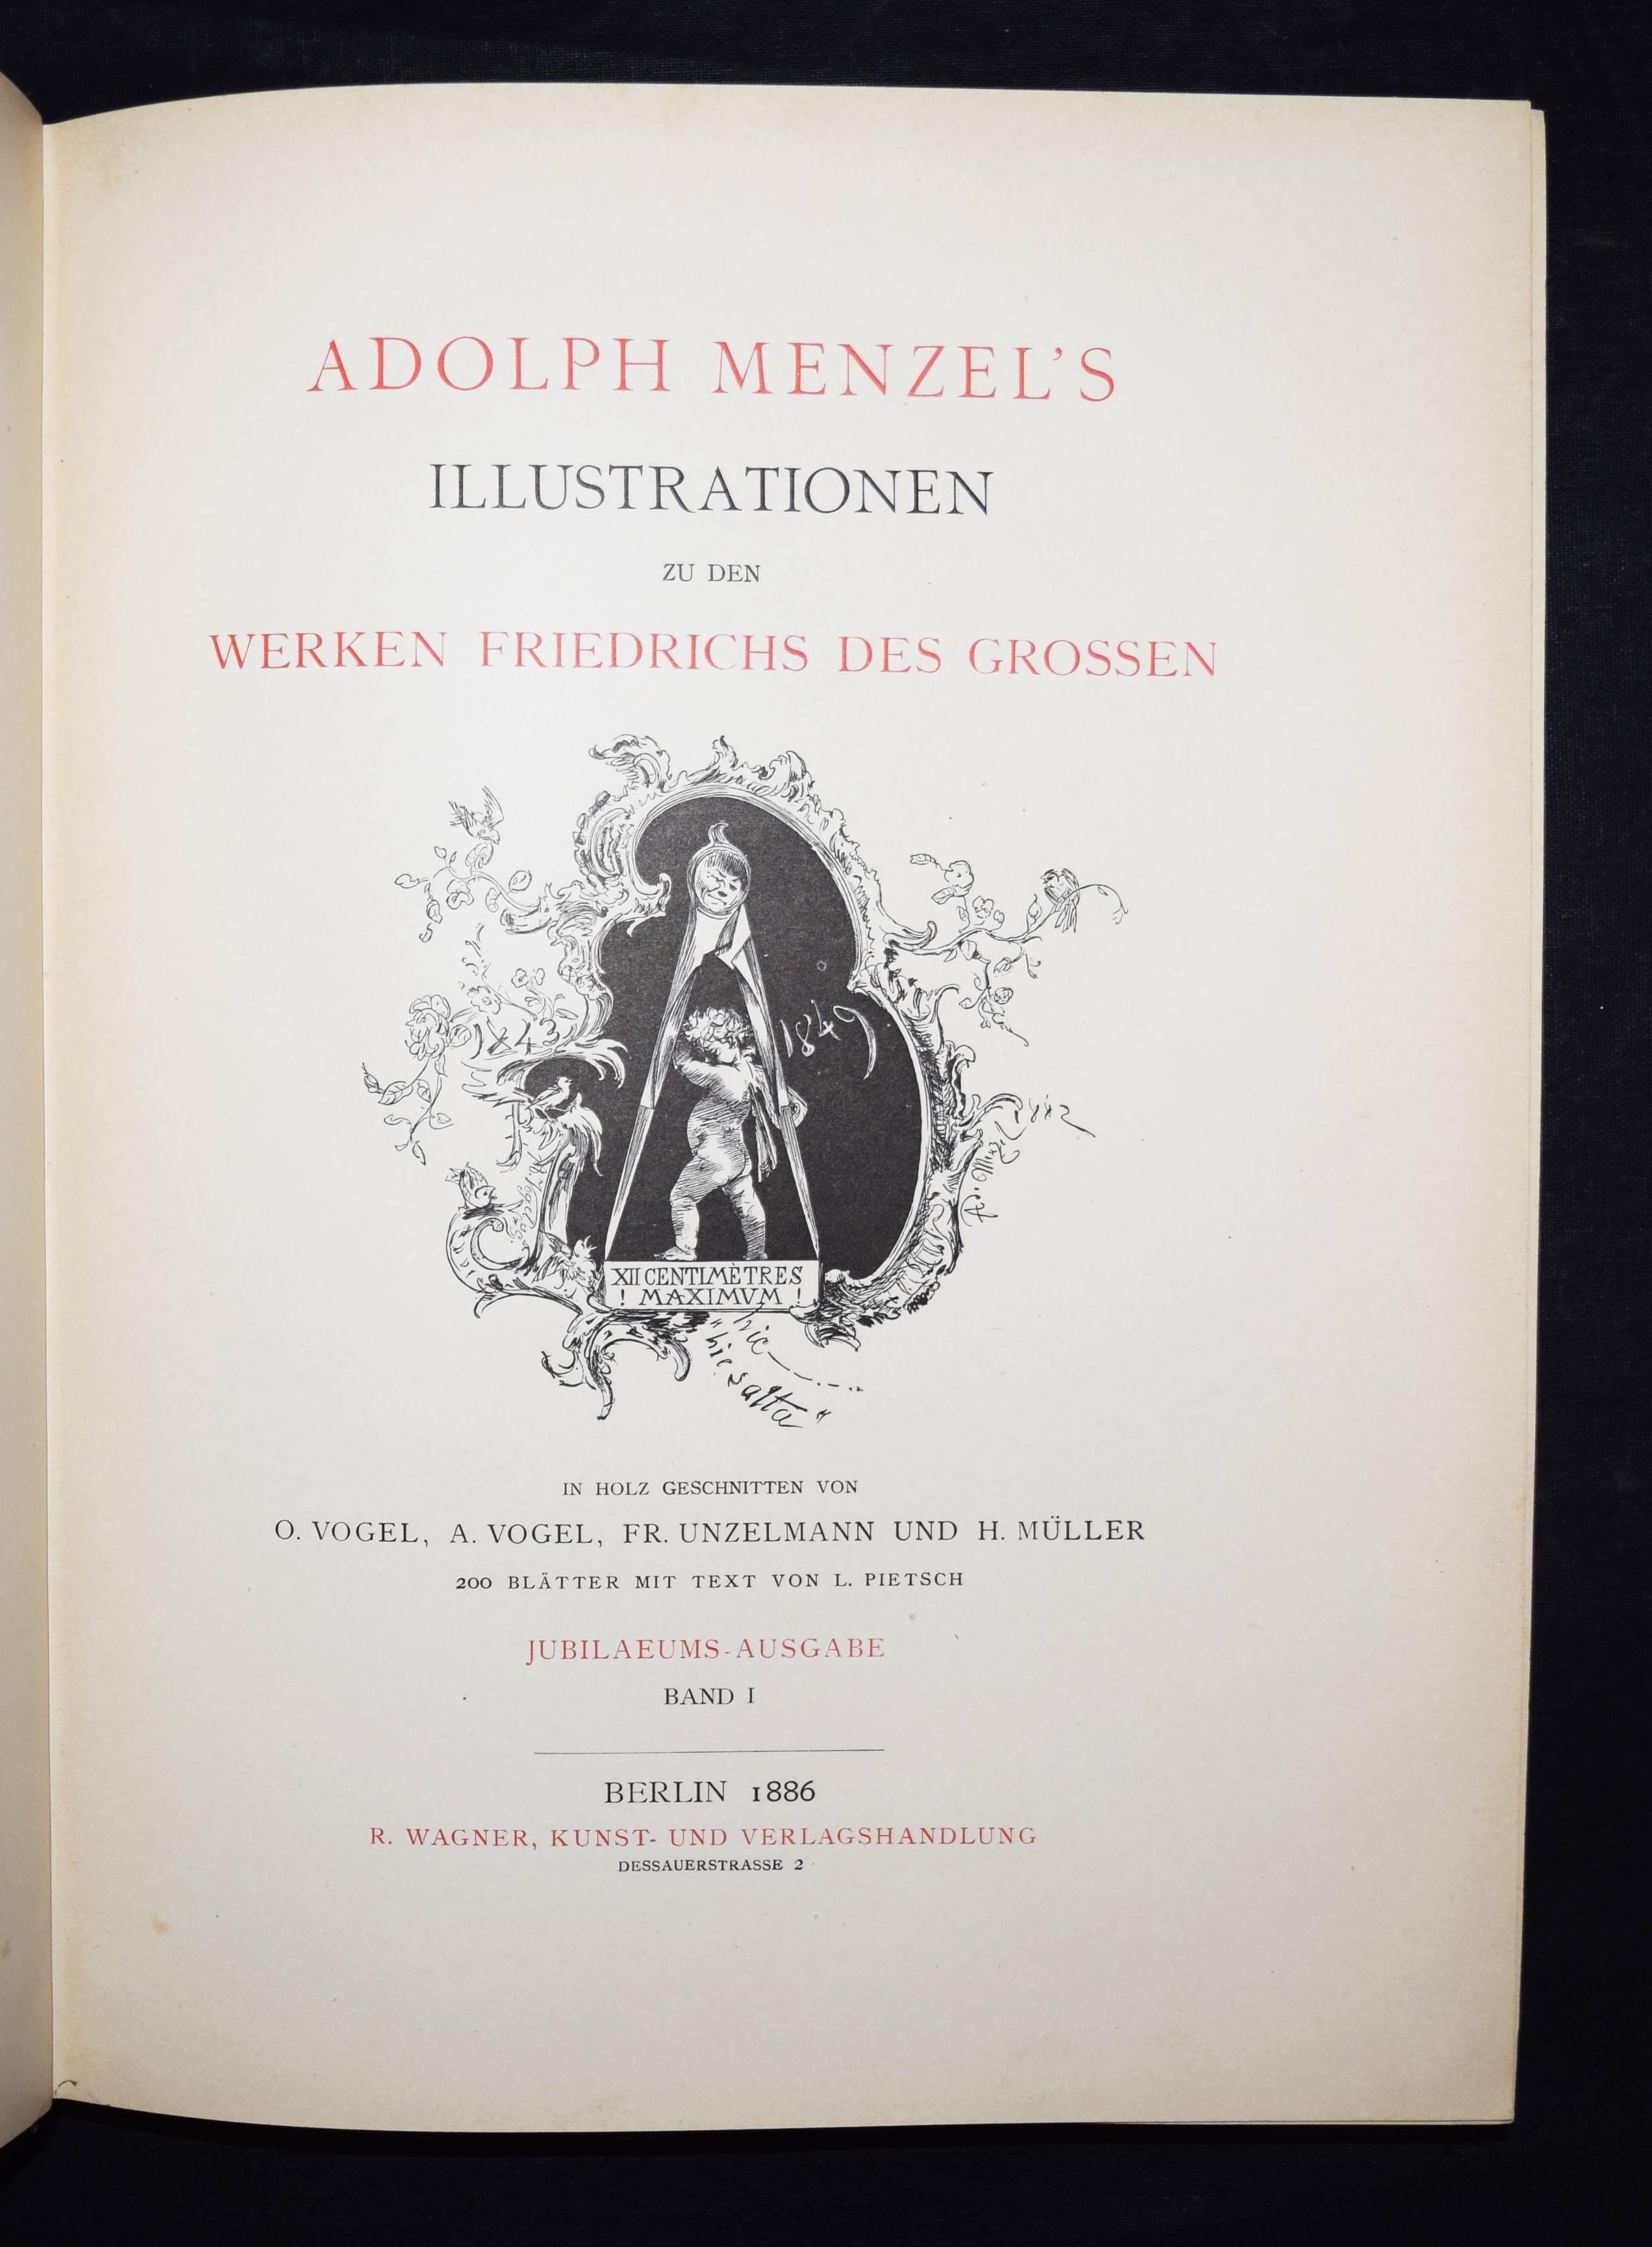 ADOLPH MENZEL'S
ILLUSTRATIONEN
ZU DEN
WERKEN FRIEDRICHS DES GROSSEN
1843
1849
XII CENTIMÈTRES
! MAXIMVM !
"hic
hic salta"
IN HOLZ GESCHNITTEN VON
O. VOGEL, A. VOGEL, FR. UNZELMANN UND H. MÜLLER
200 BLÄTTER MIT TEXT VON L. PIETSCH
JUBILAEUMS-AUSGABE
BAND I
BERLIN 1886
R. WAGNER, KUNST- UND VERLAGSHANDLUNG
DESSAUERSTRASSE 2